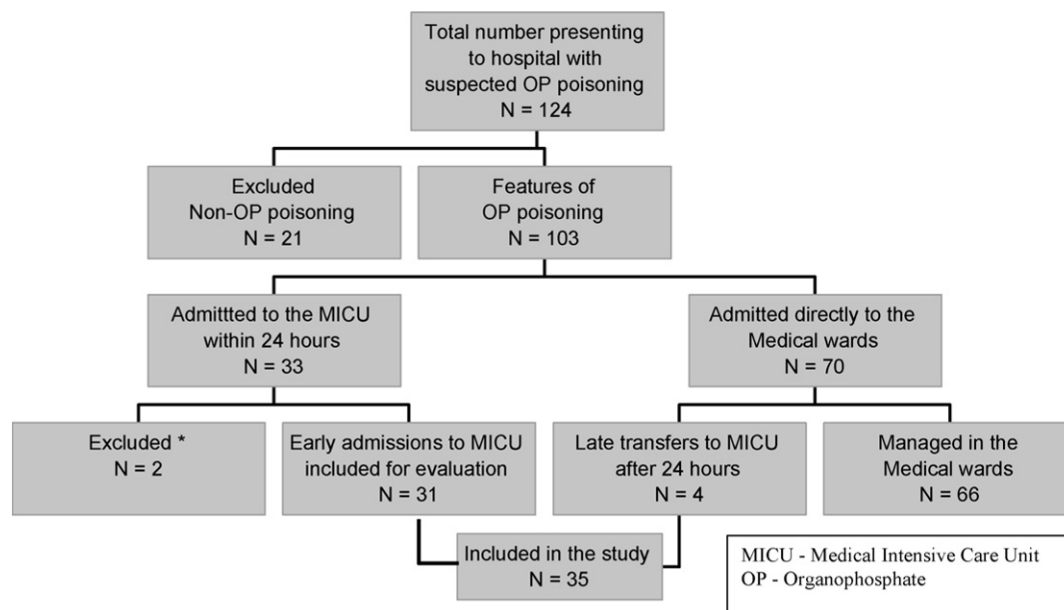 Total number presenting
to hospital with
suspected OP poisoning
N = 124
Excluded
Non-OP poisoning
N = 21
Features of
OP poisoning
N = 103
Admittted to the MICU
within 24 hours
N = 33
Admitted directly to the
Medical wards
N = 70
Excluded *
N = 2
Early admissions to MICU
included for evaluation
N = 31
Late transfers to MICU
after 24 hours
N = 4
Managed in the
Medical wards
N = 66
Included in the study
N = 35
MICU - Medical Intensive Care Unit
OP - Organophosphate